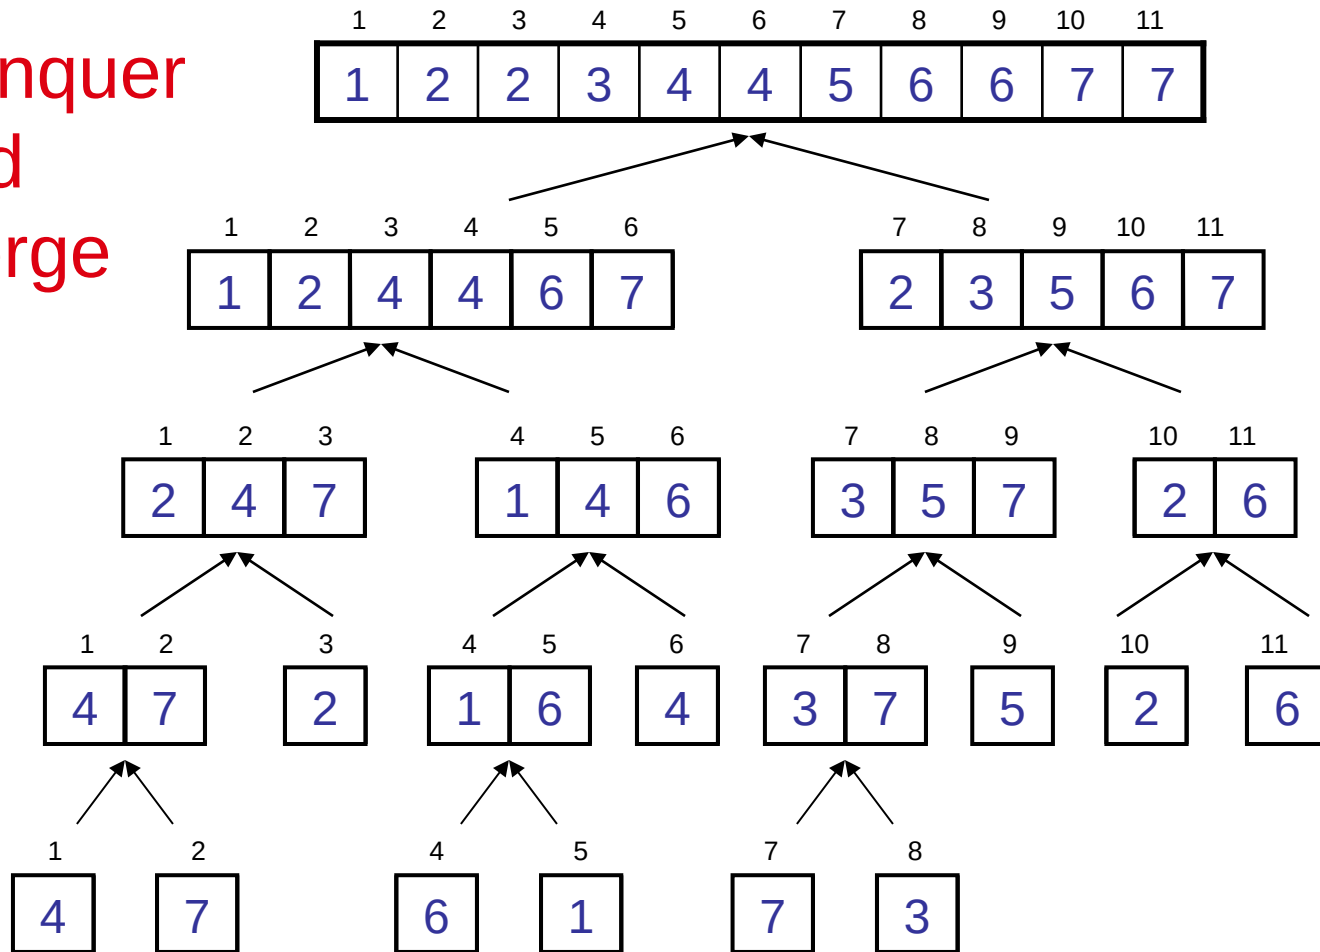 nquer
d
rge
1 2 3 4 5 6 7 8 9 10 11
1 2 2 3 4 4 5 6 6 7 7
1 2 3 4 5 6 7 8 9 10 11
1 2 4 4 6 7 2 3 5 6 7
1 2 3 4 5 6 7 8 9 10 11
2 4 7 1 4 6 3 5 7 2 6
1 2 3 4 5 6 7 8 9 10 11
4 7 2 1 6 4 3 7 5 2 6
1 2 4 5 7 8
4 7 6 1 7 3